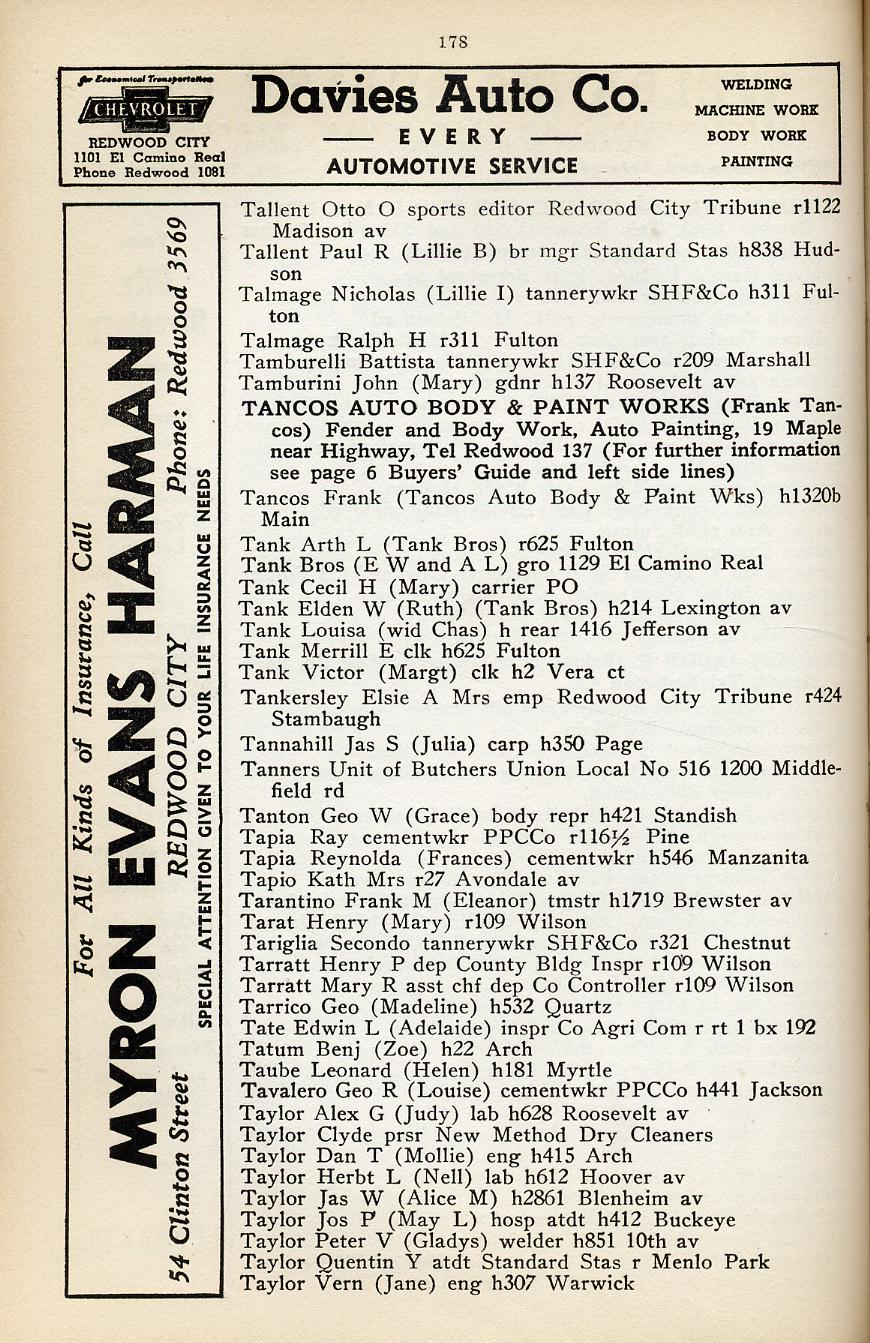 178
for Economical Transportation
CHEVROLET
REDWOOD CITY
1101 El Camino Real
Phone Redwood 1081
Davies Auto Co.
EVERY
AUTOMOTIVE SERVICE
WELDING
MACHINE WORK
BODY WORK
PAINTING
For All Kinds of Insurance, Call
MYRON EVANS HARMAN
54 Clinton Street REDWOOD CITY Phone: Redwood 3569
SPECIAL ATTENTION GIVEN TO YOUR LIFE INSURANCE NEEDS
Tallent Otto O sports editor Redwood City Tribune r1122
Madison av
Tallent Paul R (Lillie B) br mgr Standard Stas h838 Hud-
son
Talmage Nicholas (Lillie I) tannerywkr SHF&Co h311 Ful-
ton
Talmage Ralph H r311 Fulton
Tamburelli Battista tannerywkr SHF&Co r209 Marshall
Tamburini John (Mary) gdnr h137 Roosevelt av
TANCOS AUTO BODY & PAINT WORKS (Frank Tan-
cos) Fender and Body Work, Auto Painting, 19 Maple
near Highway, Tel Redwood 137 (For further information
see page 6 Buyers' Guide and left side lines)
Tancos Frank (Tancos Auto Body & Paint Wks) h1320b
Main
Tank Arth L (Tank Bros) r625 Fulton
Tank Bros (E W and A L) gro 1129 El Camino Real
Tank Cecil H (Mary) carrier PO
Tank Elden W (Ruth) (Tank Bros) h214 Lexington av
Tank Louisa (wid Chas) h rear 1416 Jefferson av
Tank Merrill E clk h625 Fulton
Tank Victor (Margt) clk h2 Vera ct
Tankersley Elsie A Mrs emp Redwood City Tribune r424
Stambaugh
Tannahill Jas S (Julia) carp h350 Page
Tanners Unit of Butchers Union Local No 516 1200 Middle-
field rd
Tanton Geo W (Grace) body repr h421 Standish
Tapia Ray cementwkr PPCCo r116½ Pine
Tapia Reynolda (Frances) cementwkr h546 Manzanita
Tapio Kath Mrs r27 Avondale av
Tarantino Frank M (Eleanor) tmstr h1719 Brewster av
Tarat Henry (Mary) r109 Wilson
Tariglia Secondo tannerywkr SHF&Co r321 Chestnut
Tarratt Henry P dep County Bldg Inspr r109 Wilson
Tarratt Mary R asst chf dep Co Controller r109 Wilson
Tarrico Geo (Madeline) h532 Quartz
Tate Edwin L (Adelaide) inspr Co Agri Com r rt 1 bx 192
Tatum Benj (Zoe) h22 Arch
Taube Leonard (Helen) h181 Myrtle
Tavalero Geo R (Louise) cementwkr PPCCo h441 Jackson
Taylor Alex G (Judy) lab h628 Roosevelt av
Taylor Clyde prsr New Method Dry Cleaners
Taylor Dan T (Mollie) eng h415 Arch
Taylor Herbt L (Nell) lab h612 Hoover av
Taylor Jas W (Alice M) h2861 Blenheim av
Taylor Jos P (May L) hosp atdt h412 Buckeye
Taylor Peter V (Gladys) welder h851 10th av
Taylor Quentin Y atdt Standard Stas r Menlo Park
Taylor Vern (Jane) eng h307 Warwick